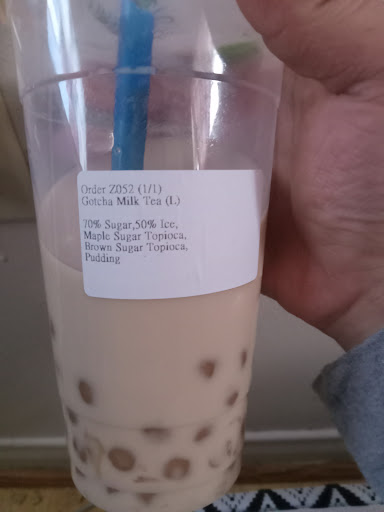 Order Z052 (1/1)
Gotcha Milk Tea (L)
70% Sugar,50% Ice,
Maple Sugar Topioca,
Brown Sugar Topioca,
Pudding